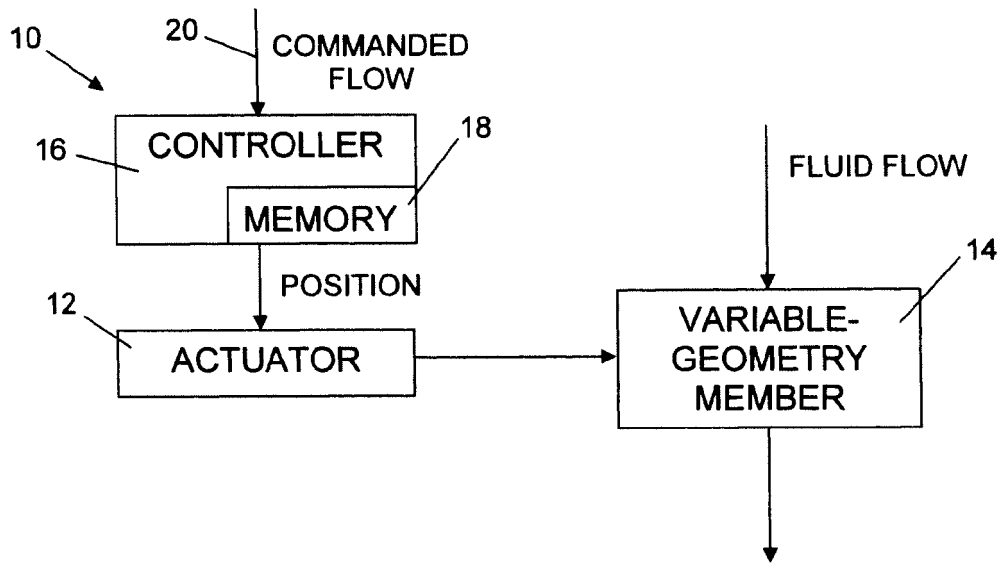 10
20
COMMANDED
FLOW
16
CONTROLLER
18
MEMORY
FLUID FLOW
POSITION
12
ACTUATOR
14
VARIABLE-
GEOMETRY
MEMBER